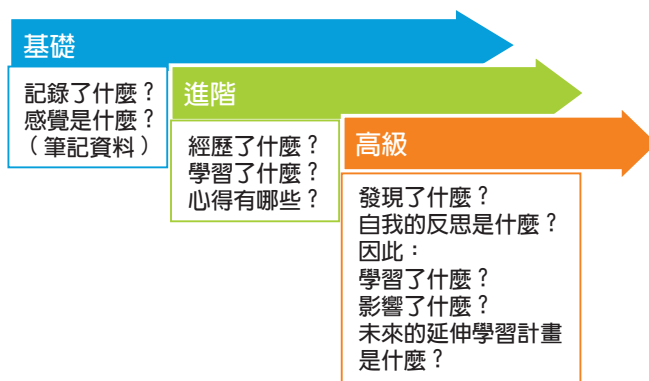 基礎
記錄了什麼？
感覺是什麼？
（筆記資料）
進階
經歷了什麼？
學習了什麼？
心得有哪些？
高級
發現了什麼？
自我的反思是什麼？
因此：
學習了什麼？
影響了什麼？
未來的延伸學習計畫
是什麼？